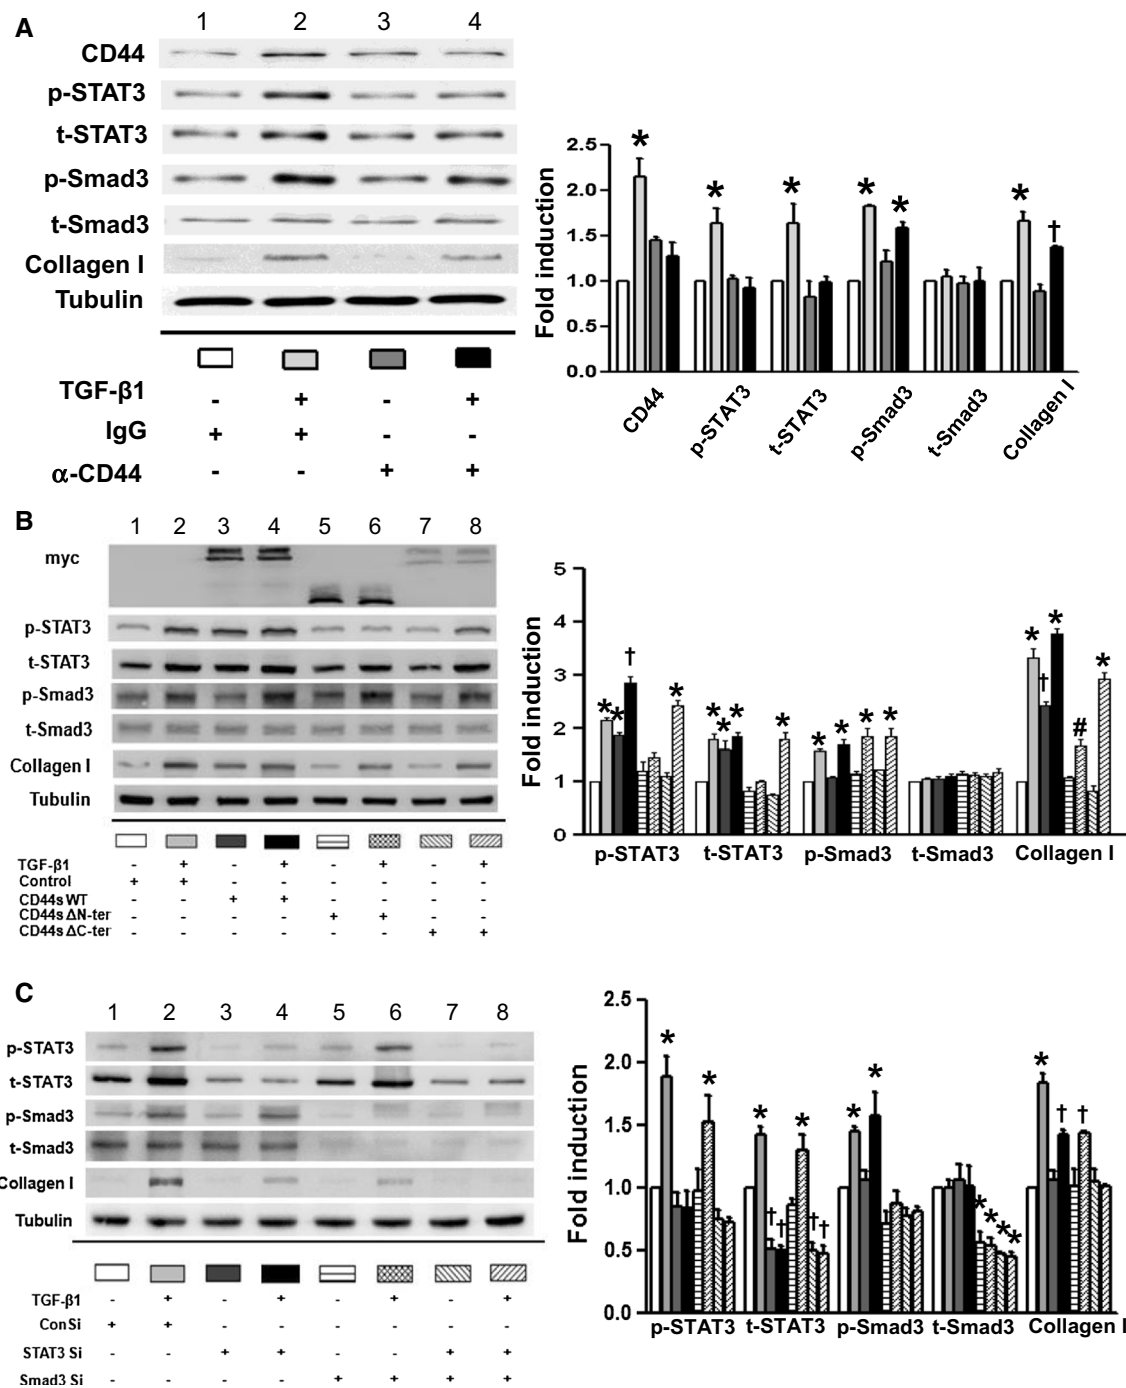 A
1 2 3 4
CD44
p-STAT3
t-STAT3
p-Smad3
t-Smad3
Collagen I
Tubulin
TGF-β1 - + - +
IgG + + - -
α-CD44 - - + +
Fold induction
2.5
2.0
1.5
1.0
0.5
0.0
* * * * * * †
CD44 p-STAT3 t-STAT3 p-Smad3 t-Smad3 Collagen I
B
1 2 3 4 5 6 7 8
myc
p-STAT3
t-STAT3
p-Smad3
t-Smad3
Collagen I
Tubulin
TGF-β1 - + - + - + - +
Control + + - - - - - -
CD44s WT - - + + - - - -
CD44s ΔN-ter - - - - + + - -
CD44s ΔC-ter - - - - - - + +
Fold induction
5
4
3
2
1
0
* * † * * * * * * * * * * † * # *
p-STAT3 t-STAT3 p-Smad3 t-Smad3 Collagen I
C
1 2 3 4 5 6 7 8
p-STAT3
t-STAT3
p-Smad3
t-Smad3
Collagen I
Tubulin
TGF-β1 - + - + - + - +
Con Si + + - - - - - -
STAT3 Si - - + + - - + +
Smad3 Si - - - - + + + +
Fold induction
2.5
2.0
1.5
1.0
0.5
0.0
* * * † † * † † * * * * * * * † †
p-STAT3 t-STAT3 p-Smad3 t-Smad3 Collagen I